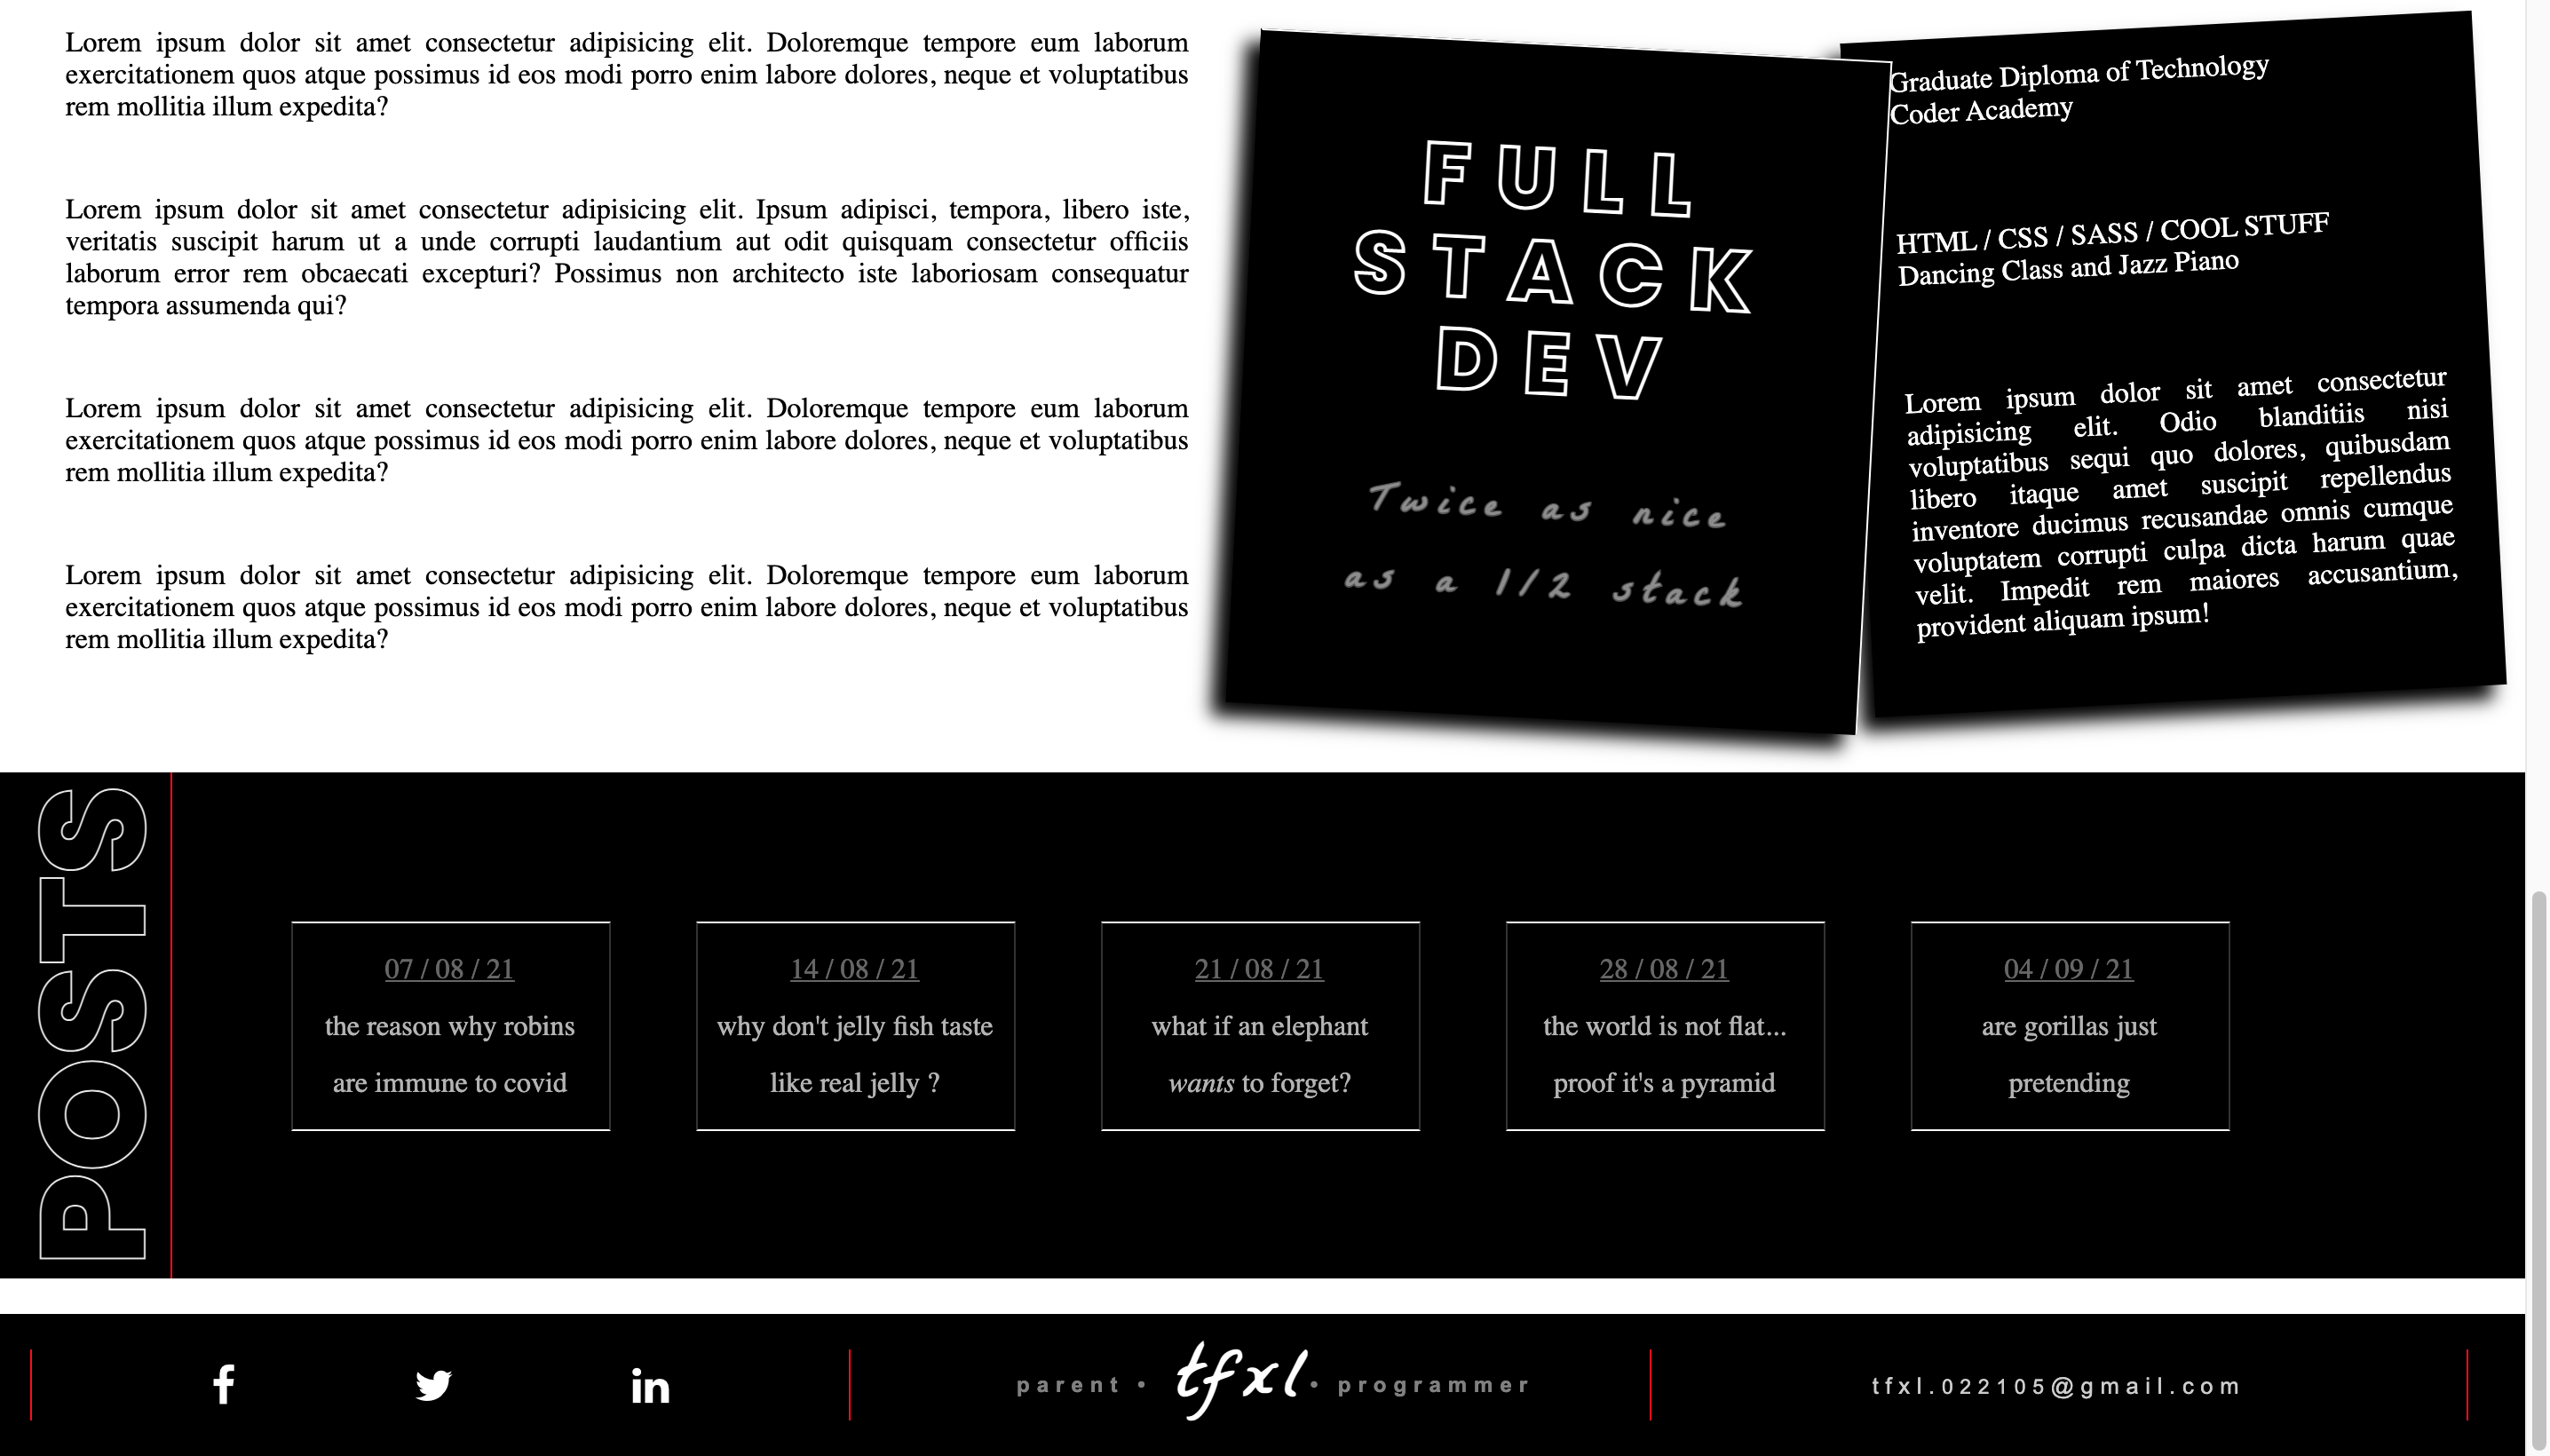 Lorem ipsum dolor sit amet consectetur adipisicing elit. Doloremque tempore eum laborum
exercitationem quos atque possimus id eos modi porro enim labore dolores, neque et voluptatibus
rem mollitia illum expedita?
Lorem ipsum dolor sit amet consectetur adipisicing elit. Ipsum adipisci, tempora, libero iste,
veritatis suscipit harum ut a unde corrupti laudantium aut odit quisquam consectetur officiis
laborum error rem obcaecati excepturi? Possimus non architecto iste laboriosam consequatur
tempora assumenda qui?
Lorem ipsum dolor sit amet consectetur adipisicing elit. Doloremque tempore eum laborum
exercitationem quos atque possimus id eos modi porro enim labore dolores, neque et voluptatibus
rem mollitia illum expedita?
Lorem ipsum dolor sit amet consectetur adipisicing elit. Doloremque tempore eum laborum
exercitationem quos atque possimus id eos modi porro enim labore dolores, neque et voluptatibus
rem mollitia illum expedita?
FULL
STACK
DEV
Twice as nice
as a 1/2 stack
Graduate Diploma of Technology
Coder Academy
HTML / CSS / SASS / COOL STUFF
Dancing Class and Jazz Piano
Lorem ipsum dolor sit amet consectetur
adipisicing elit. Odio blanditiis nisi
voluptatibus sequi quo dolores, quibusdam
libero itaque amet suscipit repellendus
inventore ducimus recusandae omnis cumque
voluptatem corrupti culpa dicta harum quae
velit. Impedit rem maiores accusantium,
provident aliquam ipsum!
POSTS
07 / 08 / 21
the reason why robins
are immune to covid
14 / 08 / 21
why don't jelly fish taste
like real jelly ?
21 / 08 / 21
what if an elephant
wants to forget?
28 / 08 / 21
the world is not flat...
proof it's a pyramid
04 / 09 / 21
are gorillas just
pretending
parent • tfxl • programmer
tfxl.022105@gmail.com